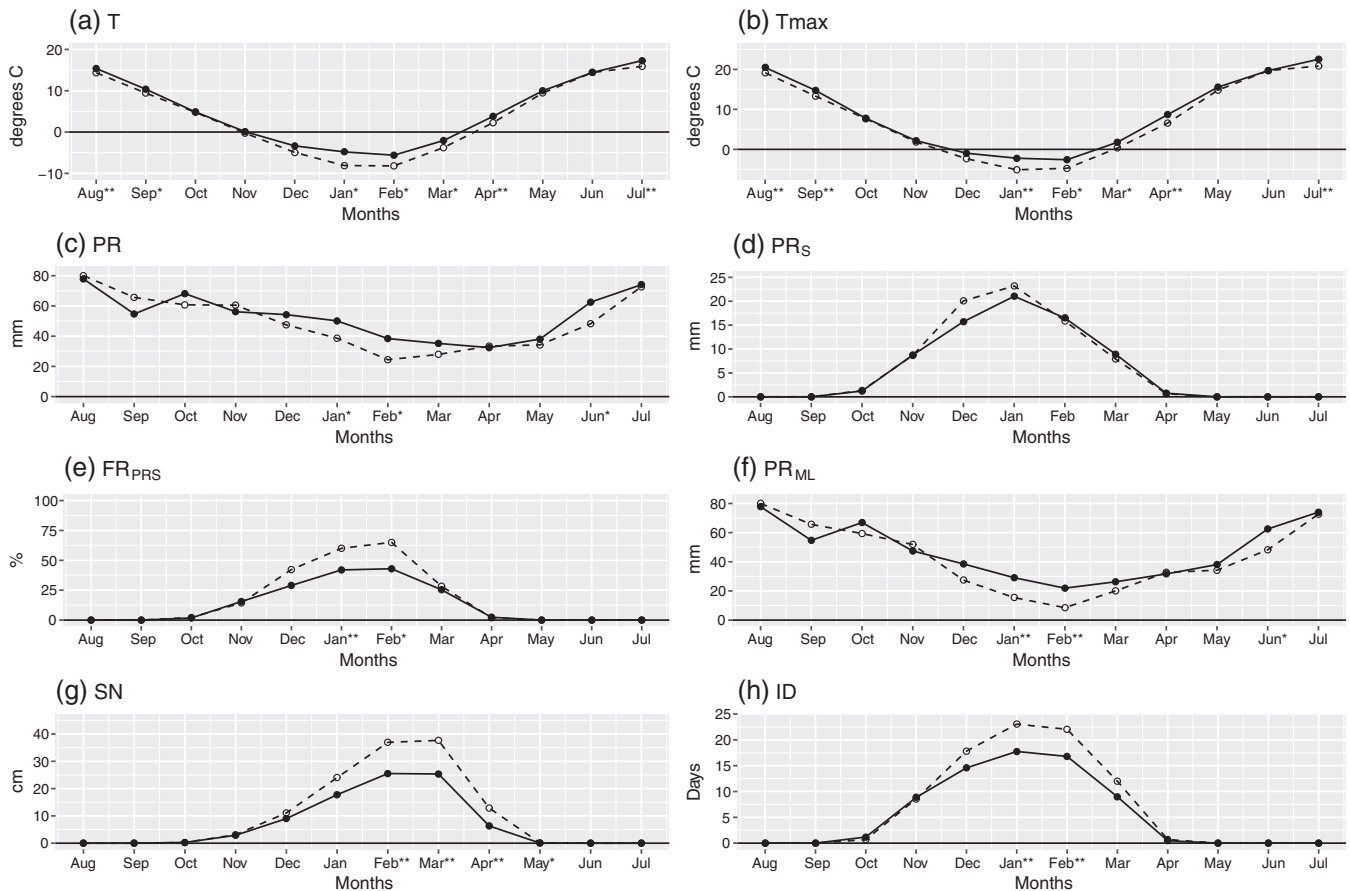 (a) T
degrees C
20
10
0
−10
Aug** Sep* Oct Nov Dec Jan* Feb* Mar* Apr** May Jun Jul**
Months
(b) Tmax
degrees C
20
10
0
Aug** Sep** Oct Nov Dec Jan** Feb* Mar* Apr** May Jun Jul**
Months
(c) PR
mm
80
60
40
20
0
Aug Sep Oct Nov Dec Jan* Feb* Mar Apr May Jun* Jul
Months
(d) PRS
mm
25
20
15
10
5
0
Aug Sep Oct Nov Dec Jan Feb Mar Apr May Jun Jul
Months
(e) FRPRS
%
100
75
50
25
0
Aug Sep Oct Nov Dec Jan** Feb* Mar Apr May Jun Jul
Months
(f) PRML
mm
80
60
40
20
0
Aug Sep Oct Nov Dec Jan** Feb** Mar Apr May Jun* Jul
Months
(g) SN
cm
40
30
20
10
0
Aug Sep Oct Nov Dec Jan Feb** Mar** Apr** May* Jun Jul
Months
(h) ID
Days
25
20
15
10
5
0
Aug Sep Oct Nov Dec Jan** Feb** Mar Apr May Jun Jul
Months